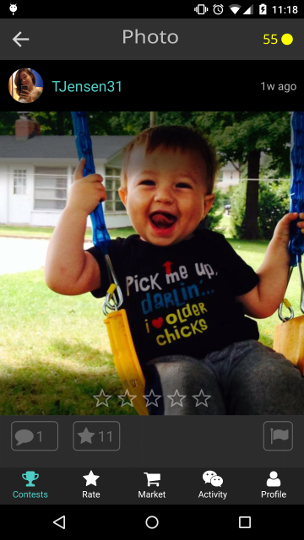 11:18
Photo
55
TJensen31
1w ago
Pick me up,
darlin'...
i ♥ older
chicks
1
11
Contests
Rate
Market
Activity
Profile